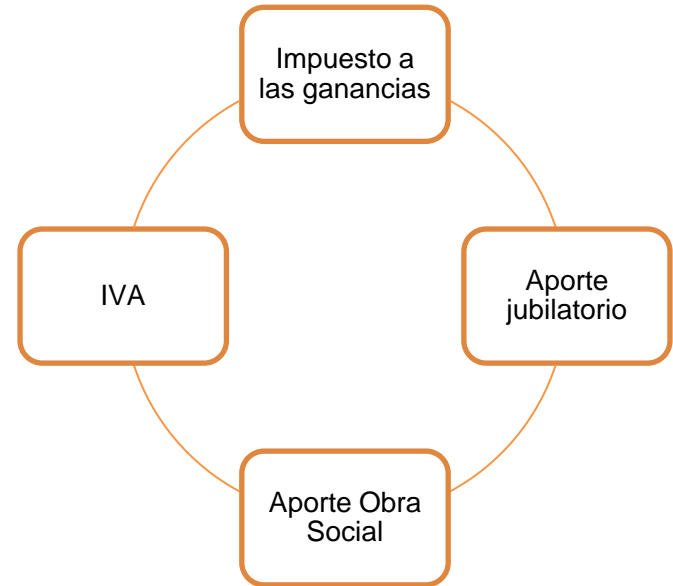 Impuesto a
las ganancias
IVA
Aporte
jubilatorio
Aporte Obra
Social